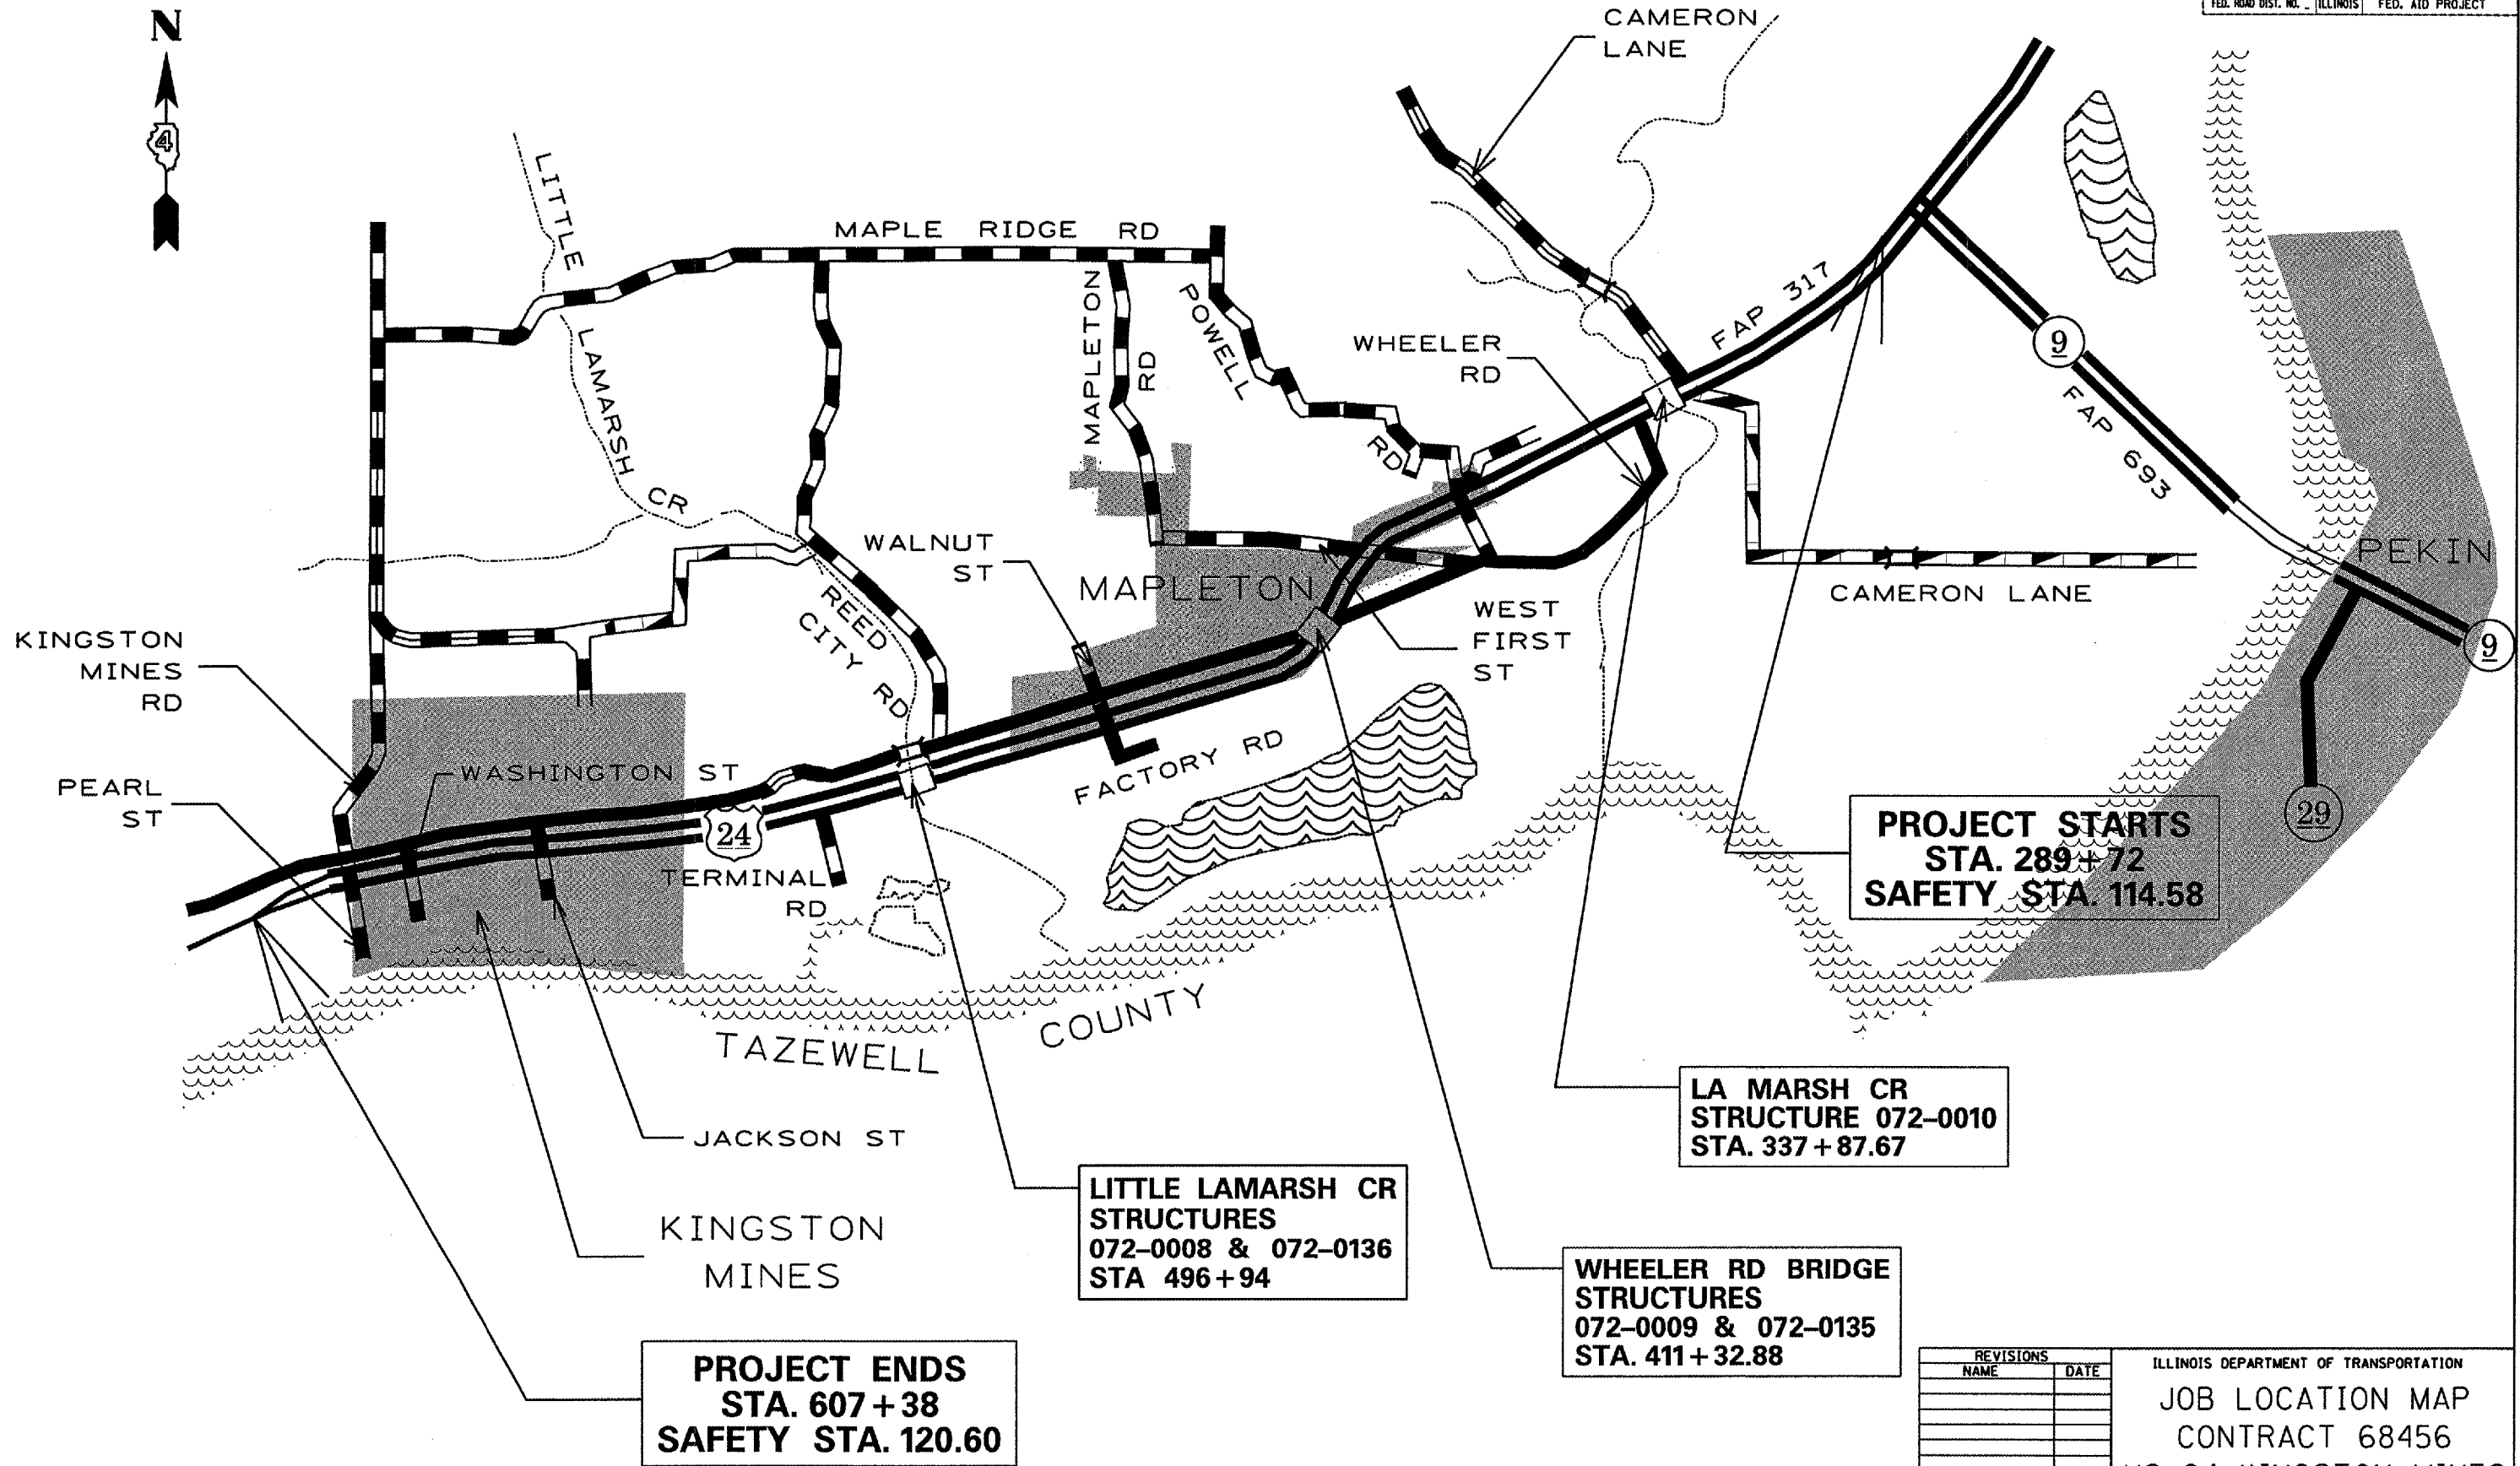 FED. ROAD DIST. NO. _ ILLINOIS FED. AID PROJECT
N
4
CAMERON
LANE
LITTLE
LAMARSH
CR
MAPLE RIDGE RD
MAPLETON
RD
POWELL
RD
WHEELER
RD
FAP 317
9
FAP 693
PEKIN
9
29
CAMERON LANE
WALNUT
ST
MAPLETON
WEST
FIRST
ST
REED
CITY RD
KINGSTON
MINES
RD
PEARL
ST
WASHINGTON ST
24
TERMINAL
RD
FACTORY RD
TAZEWELL COUNTY
JACKSON ST
KINGSTON
MINES
PROJECT STARTS
STA. 289+72
SAFETY STA. 114.58
LA MARSH CR
STRUCTURE 072-0010
STA. 337+87.67
LITTLE LAMARSH CR
STRUCTURES
072-0008 & 072-0136
STA 496+94
WHEELER RD BRIDGE
STRUCTURES
072-0009 & 072-0135
STA. 411+32.88
PROJECT ENDS
STA. 607+38
SAFETY STA. 120.60
REVISIONS
NAME DATE
ILLINOIS DEPARTMENT OF TRANSPORTATION
JOB LOCATION MAP
CONTRACT 68456